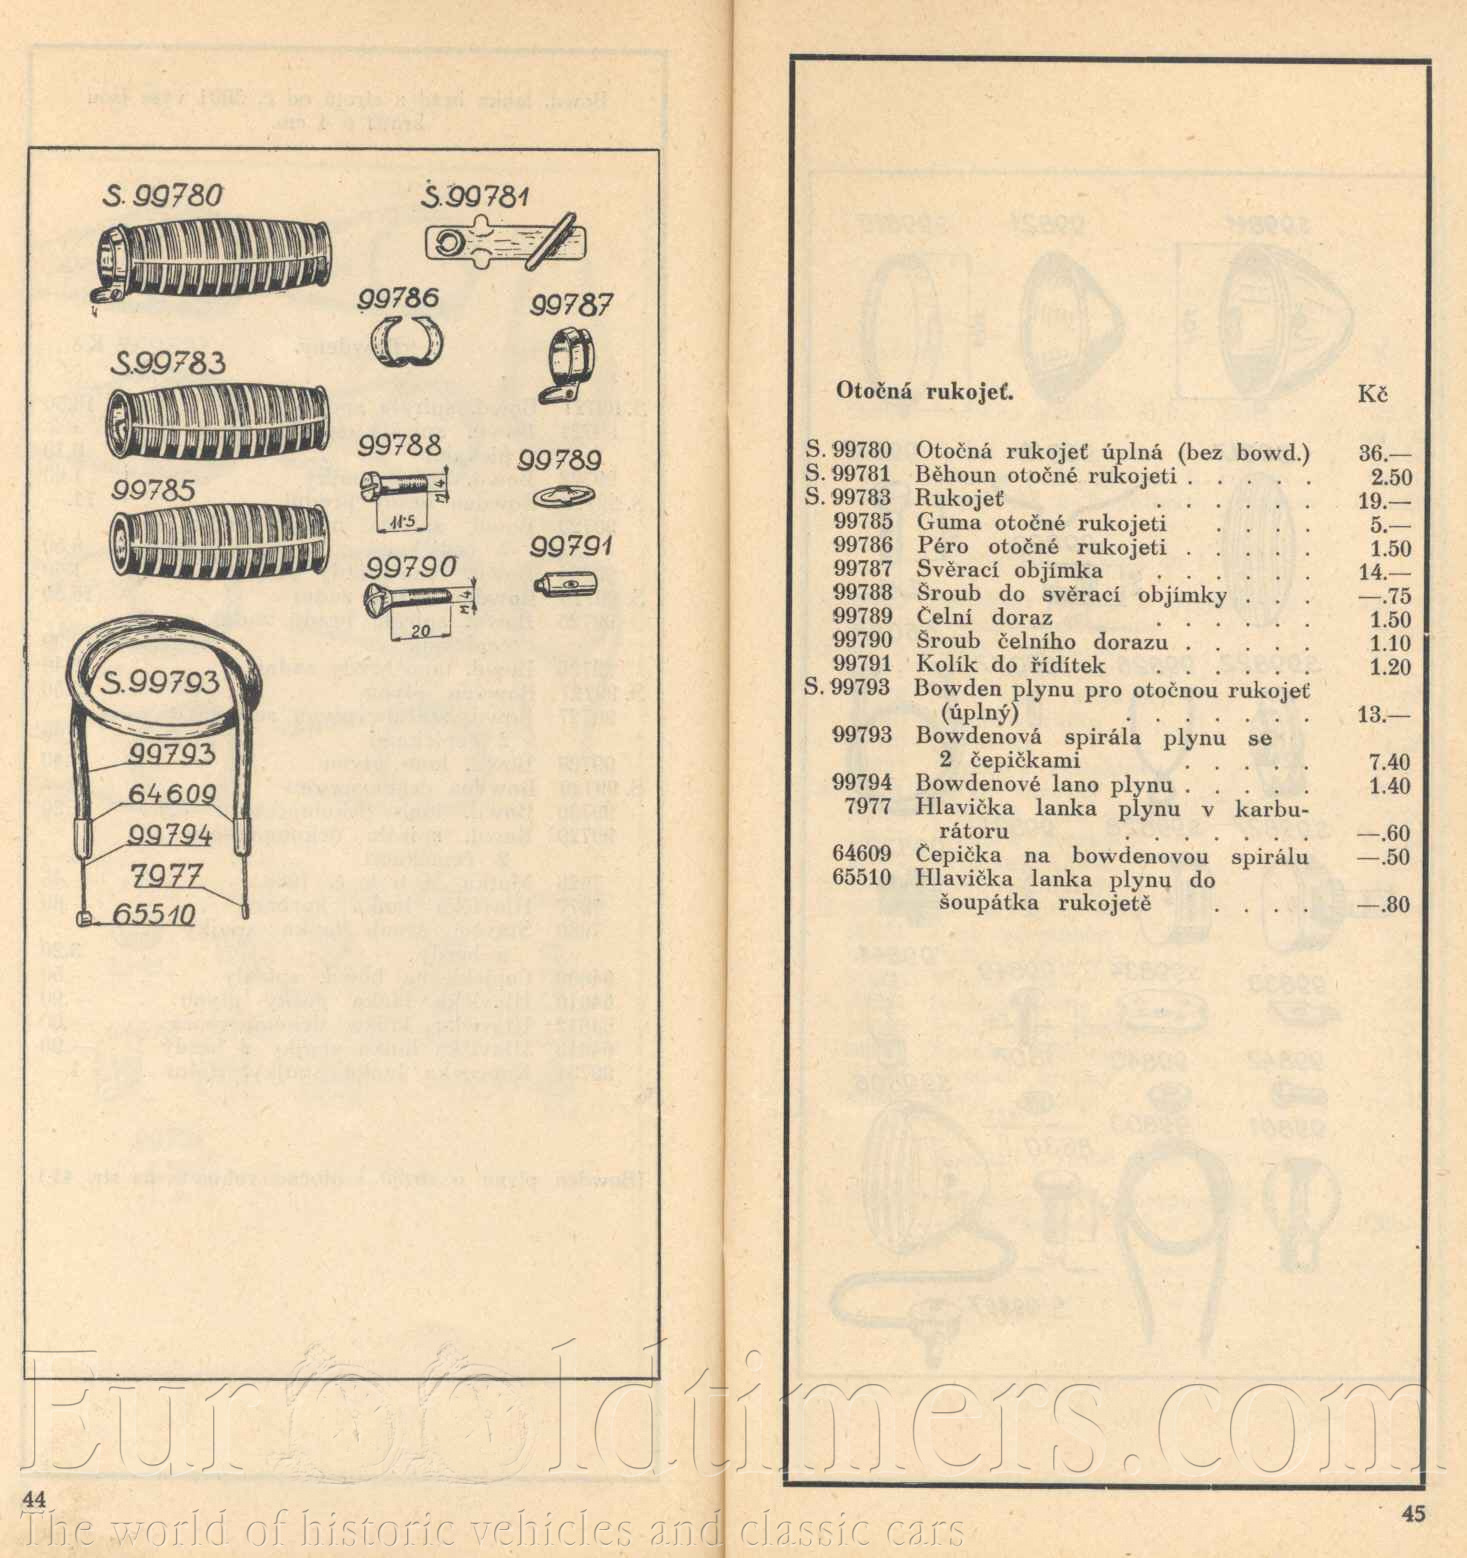 S. 99780
S. 99781
99786
99787
S.99783
99788
99789
99785
11·5
M 4
99791
99790
M 4
20
S.99793
99793
64609
99794
7977
65510
44
Otočná rukojeť.
Kč
S. 99780 Otočná rukojeť úplná (bez bowd.) 36.—
S. 99781 Běhoun otočné rukojeti . . . . . 2.50
S. 99783 Rukojeť . . . . . . 19.—
99785 Guma otočné rukojeti . . . . 5.—
99786 Péro otočné rukojeti . . . . . 1.50
99787 Svěrací objímka . . . . . . 14.—
99788 Šroub do svěrací objímky . . . —.75
99789 Čelní doraz . . . . . . 1.50
99790 Šroub čelního dorazu . . . . . 1.10
99791 Kolík do řídítek . . . . . . 1.20
S. 99793 Bowden plynu pro otočnou rukojeť
(úplný) . . . . . . . 13.—
99793 Bowdenová spirála plynu se
2 čepičkami . . . . . 7.40
99794 Bowdenové lano plynu . . . . . 1.40
7977 Hlavička lanka plynu v karbu-
rátoru . . . . . . . —.60
64609 Čepička na bowdenovou spirálu —.50
65510 Hlavička lanka plynu do
šoupátka rukojetě . . . . —.80
45
EurOOldtimers.com
The world of historic vehicles and classic cars